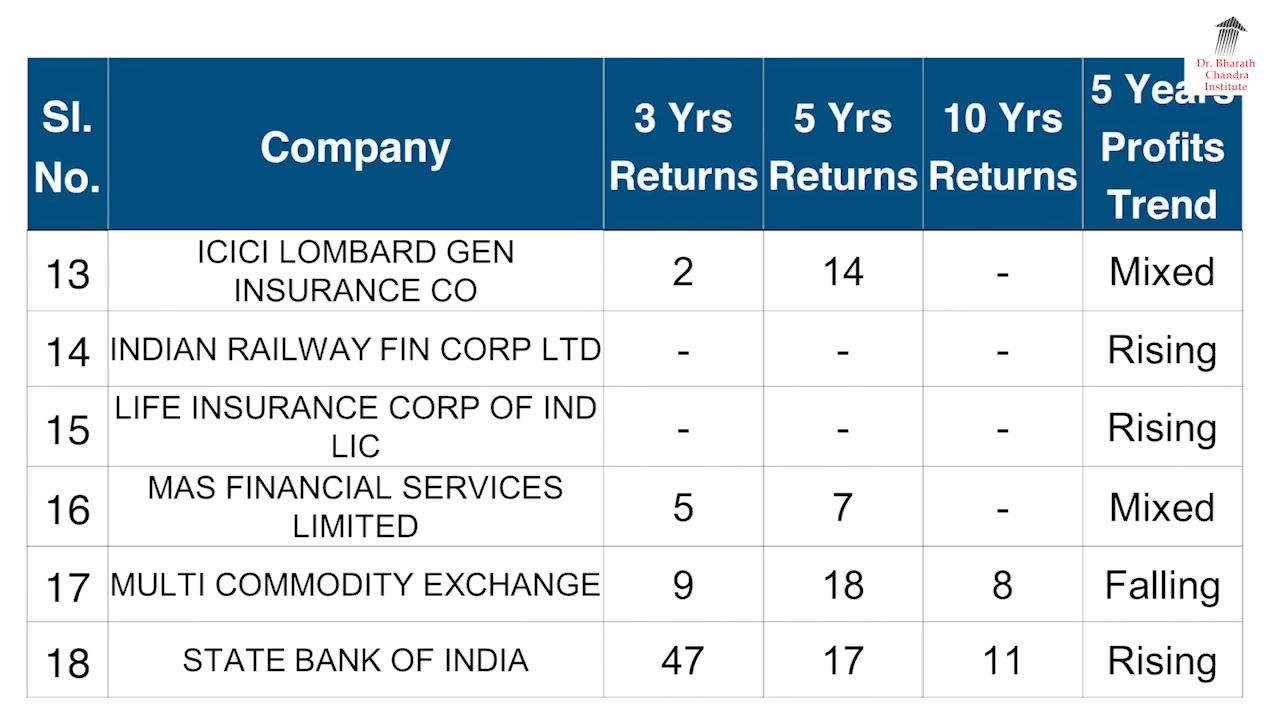 Dr. Bharath
Chandra
Institute
Sl.
No.
Company
3 Yrs
Returns
5 Yrs
Returns
10 Yrs
Returns
5 Years
Profits
Trend
13
ICICI LOMBARD GEN
INSURANCE CO
2
14
-
Mixed
14
INDIAN RAILWAY FIN CORP LTD
-
-
-
Rising
15
LIFE INSURANCE CORP OF IND
LIC
-
-
-
Rising
16
MAS FINANCIAL SERVICES
LIMITED
5
7
-
Mixed
17
MULTI COMMODITY EXCHANGE
9
18
8
Falling
18
STATE BANK OF INDIA
47
17
11
Rising